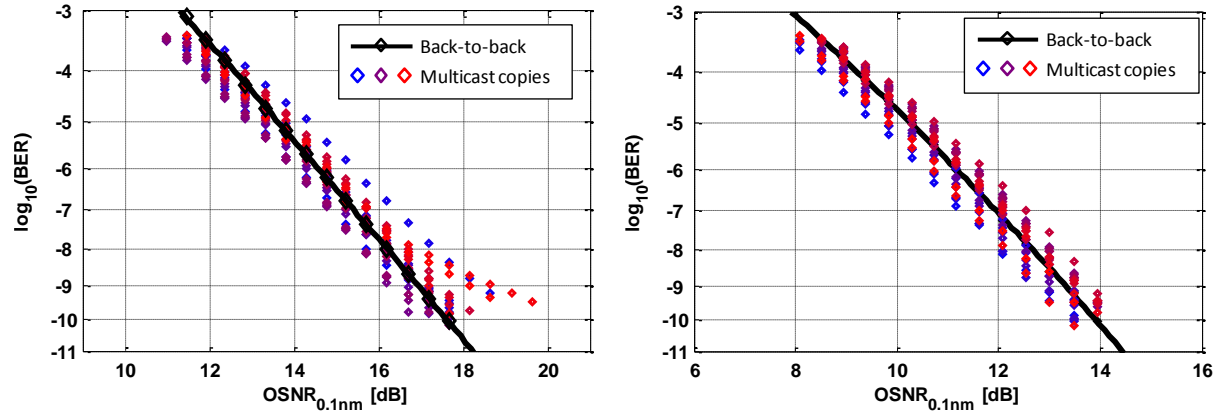 -3
-4
-5
-6
-7
-8
-9
-10
-11
log10(BER)
Back-to-back
Multicast copies
10 12 14 16 18 20
OSNR0.1nm [dB]
-3
-4
-5
-6
-7
-8
-9
-10
-11
log10(BER)
Back-to-back
Multicast copies
6 8 10 12 14 16
OSNR0.1nm [dB]